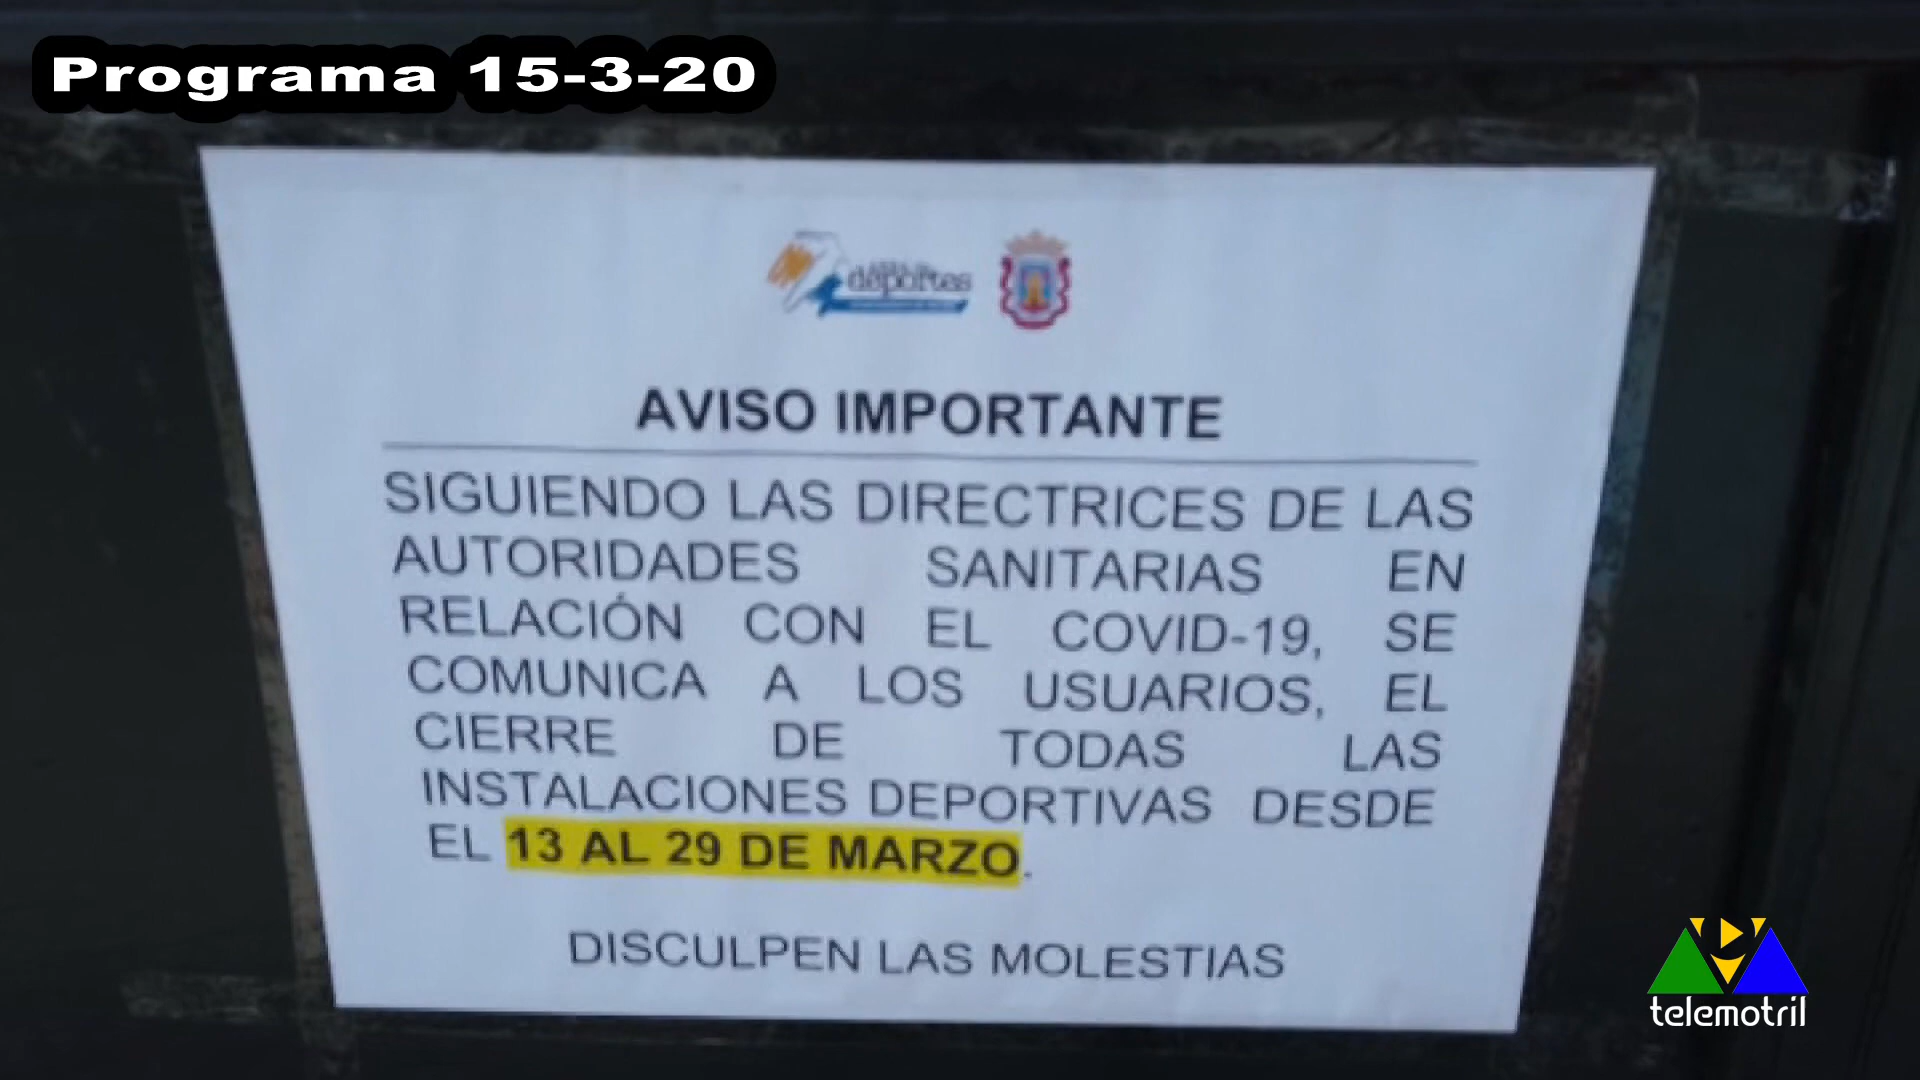 Programa 15-3-20
deportes
AVISO IMPORTANTE
SIGUIENDO LAS DIRECTRICES DE LAS
AUTORIDADES SANITARIAS EN
RELACIÓN CON EL COVID-19, SE
COMUNICA A LOS USUARIOS, EL
CIERRE DE TODAS LAS
INSTALACIONES DEPORTIVAS DESDE
EL 13 AL 29 DE MARZO.
DISCULPEN LAS MOLESTIAS
telemotril